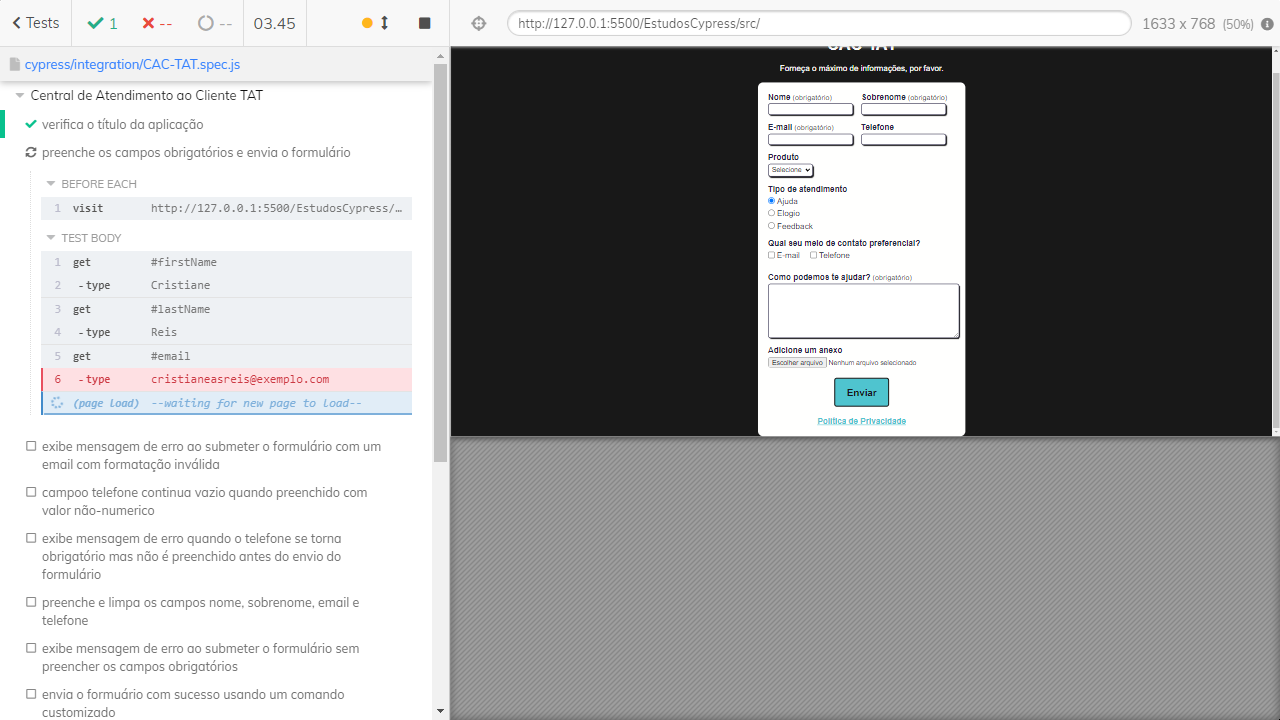 Tests
1
--
--
03.45
http://127.0.0.1:5500/EstudosCypress/src/
1633 x 768 (50%)
cypress/integration/CAC-TAT.spec.js
Central de Atendimento ao Cliente TAT
verifica o título da aplicação
preenche os campos obrigatórios e envia o formulário
BEFORE EACH
1 visit http://127.0.0.1:5500/EstudosCypress/…
TEST BODY
1 get #firstName
2 -type Cristiane
3 get #lastName
4 -type Reis
5 get #email
6 -type cristianeasreis@exemplo.com
(page load) --waiting for new page to load--
exibe mensagem de erro ao submeter o formulário com um
email com formatação inválida
campoo telefone continua vazio quando preenchido com
valor não-numerico
exibe mensagem de erro quando o telefone se torna
obrigatório mas não é preenchido antes do envio do
formulário
preenche e limpa os campos nome, sobrenome, email e
telefone
exibe mensagem de erro ao submeter o formulário sem
preencher os campos obrigatórios
envia o formuário com sucesso usando um comando
customizado
CAC TAT
Forneça o máximo de informações, por favor.
Nome (obrigatório) Sobrenome (obrigatório)
E-mail (obrigatório) Telefone
Produto
Selecione
Tipo de atendimento
Ajuda
Elogio
Feedback
Qual seu meio de contato preferencial?
E-mail Telefone
Como podemos te ajudar? (obrigatório)
Adicione um anexo
Escolher arquivo Nenhum arquivo selecionado
Enviar
Política de Privacidade